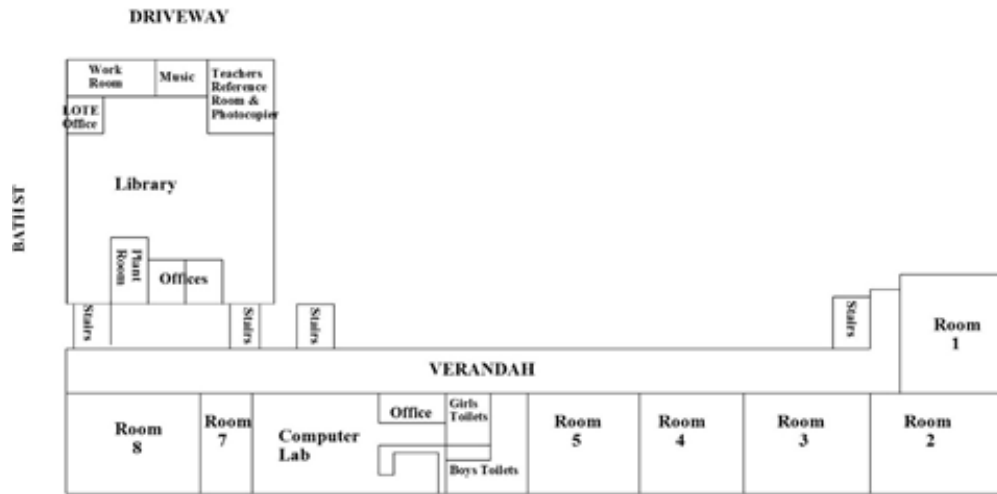 DRIVEWAY
Work
Room
Music
Teachers
Reference
Room &
Photocopier
LOTE
Office
Library
BATH ST
Plant
Room
Offices
Stairs
Stairs
Stairs
Stairs
Room
1
VERANDAH
Room
8
Room
7
Computer
Lab
Office
Girls
Toilets
Boys Toilets
Room
5
Room
4
Room
3
Room
2